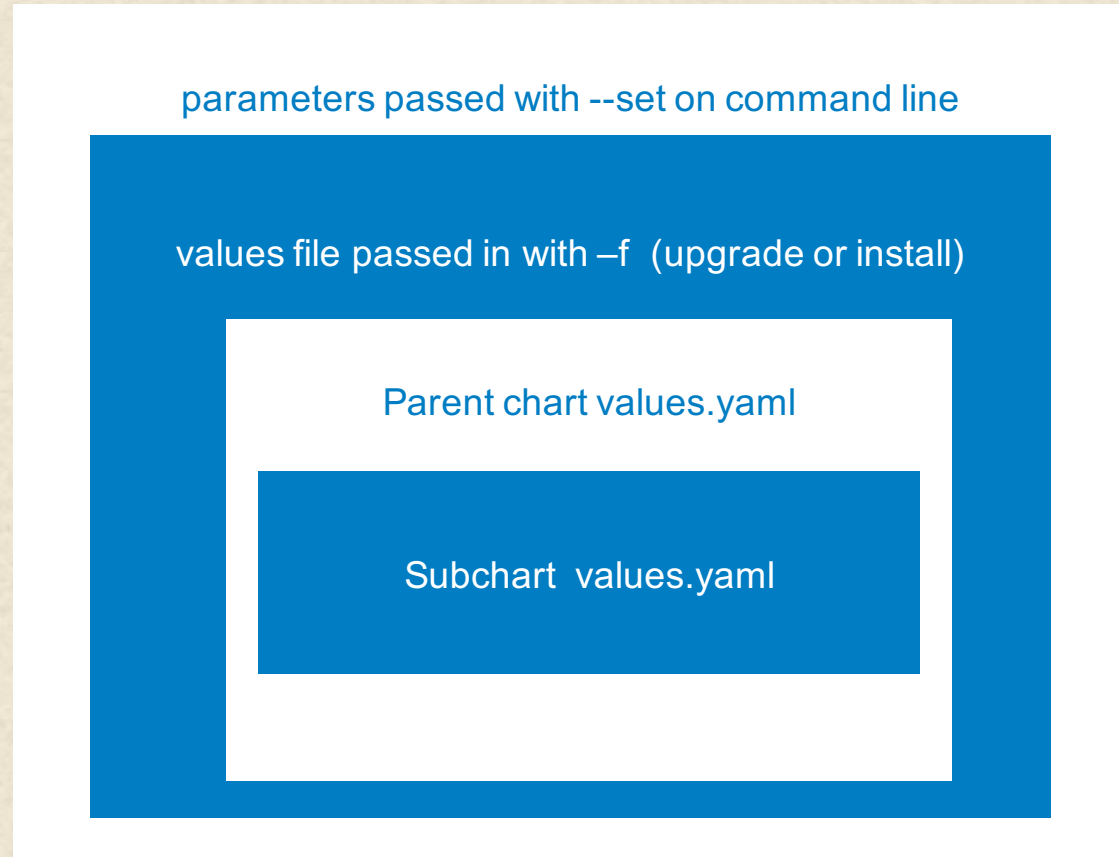 parameters passed with --set on command line
values file passed in with –f (upgrade or install)
Parent chart values.yaml
Subchart values.yaml